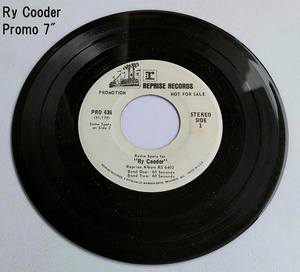 Ry Cooder
Promo 7"
REPRISE RECORDS
PROMOTION
NOT FOR SALE
PRO 436
STEREO
SIDE
1
Same Spots
on Side 2
Radio Spots for
"Ry Cooder"
Reprise Album RS 6402
Band One: 60 Seconds
Band Two: 60 Seconds